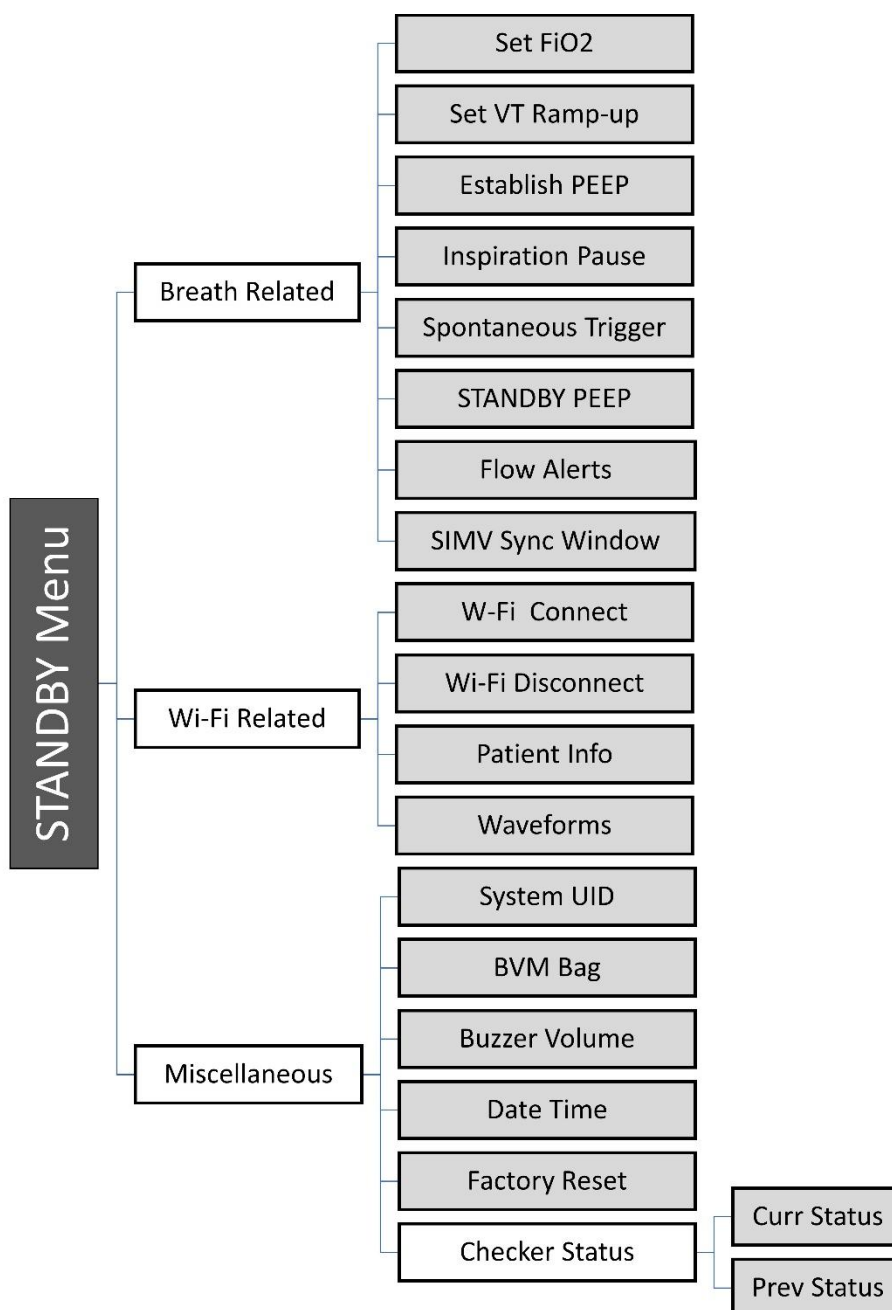 STANDBY Menu
Breath Related
Set FiO2
Set VT Ramp-up
Establish PEEP
Inspiration Pause
Spontaneous Trigger
STANDBY PEEP
Flow Alerts
SIMV Sync Window
Wi-Fi Related
W-Fi Connect
Wi-Fi Disconnect
Patient Info
Waveforms
Miscellaneous
System UID
BVM Bag
Buzzer Volume
Date Time
Factory Reset
Checker Status
Curr Status
Prev Status